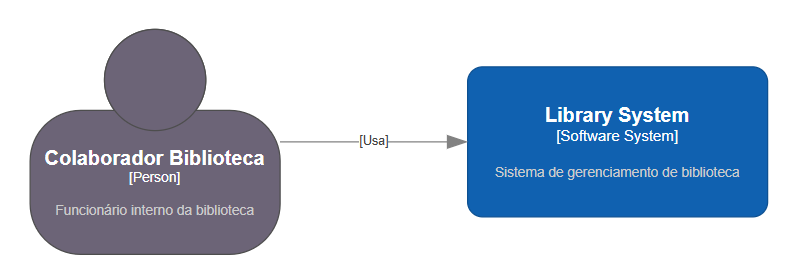 Colaborador Biblioteca
[Person]
Funcionário interno da biblioteca
[Usa]
Library System
[Software System]
Sistema de gerenciamento de biblioteca